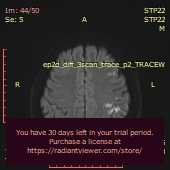 Im: 44/50
STP22
Se: 5
A
STP22
M
ep2d_diff_3scan_trace_p2_TRACEW
R
L
You have 30 days left in your trial period.
Purchase a license at
https://radiantviewer.com/store/